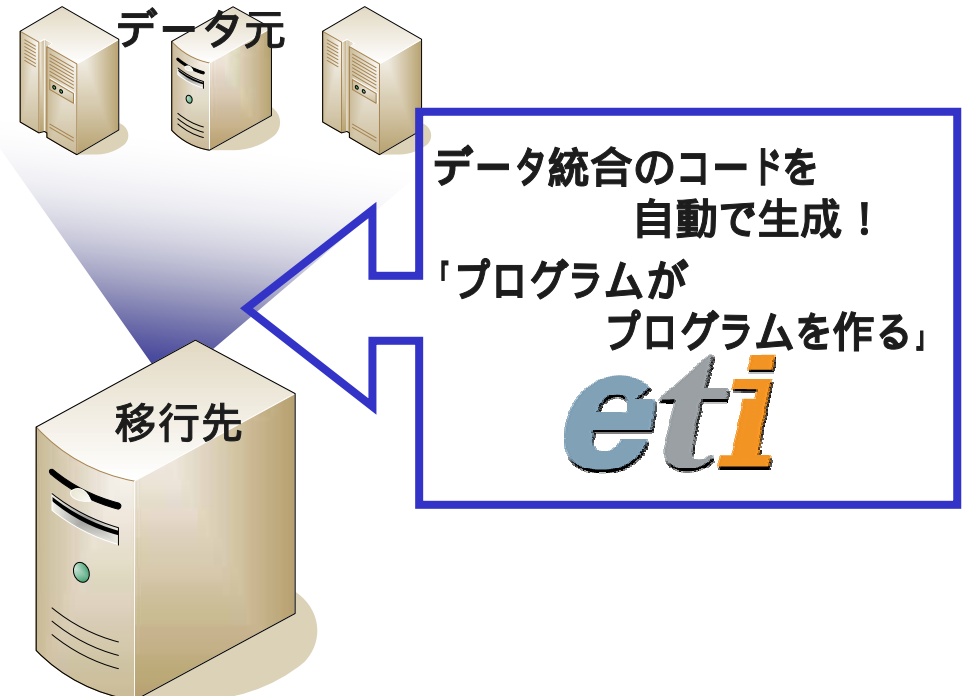 データ元
データ統合のコードを
自動で生成！
「プログラムが
プログラムを作る」
eti
移行先